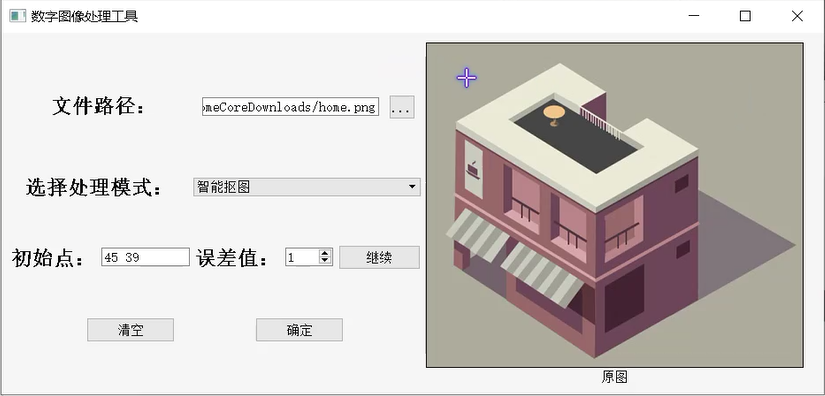 数字图像处理工具
文件路径： omeCoreDownloads/home.png ...
选择处理模式： 智能抠图
初始点： 45 39 误差值： 1 继续
清空 确定
原图